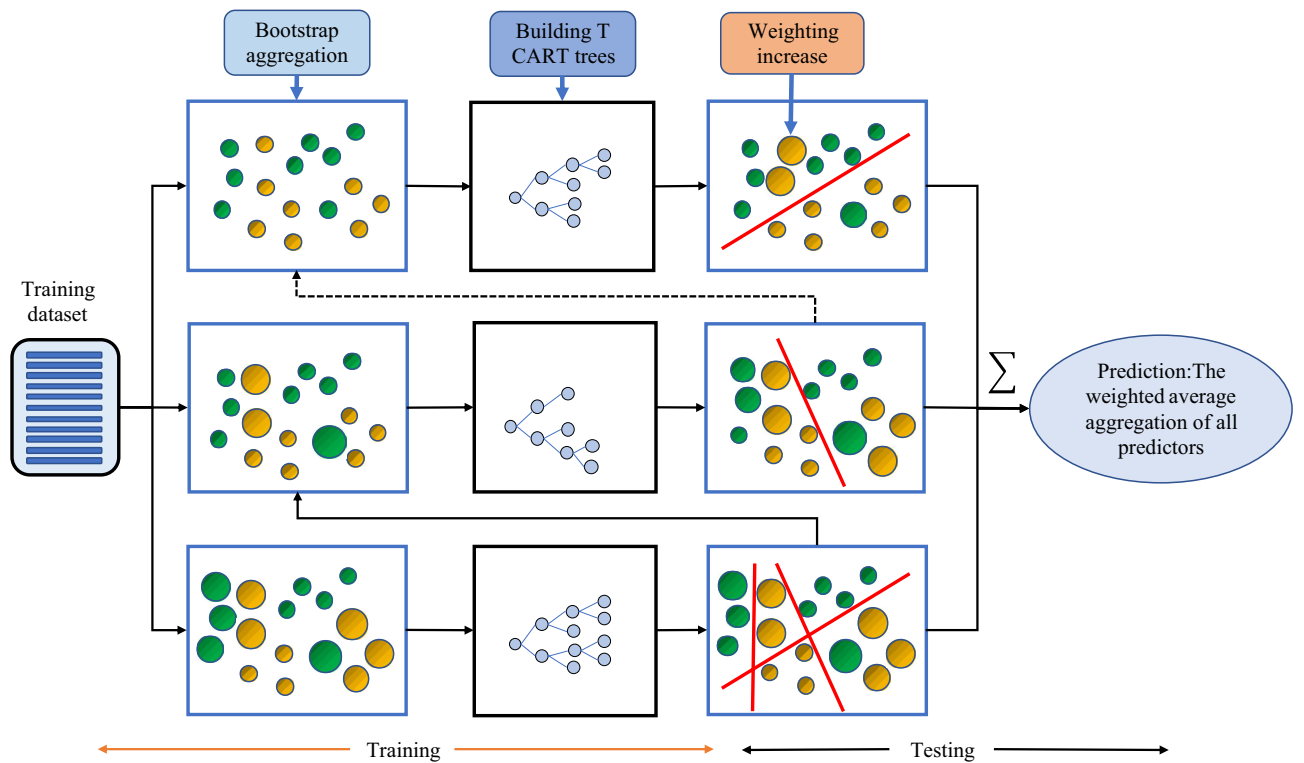 Bootstrap
aggregation
Building T
CART trees
Weighting
increase
Training
dataset
∑
Prediction:The
weighted average
aggregation of all
predictors
Training
Testing